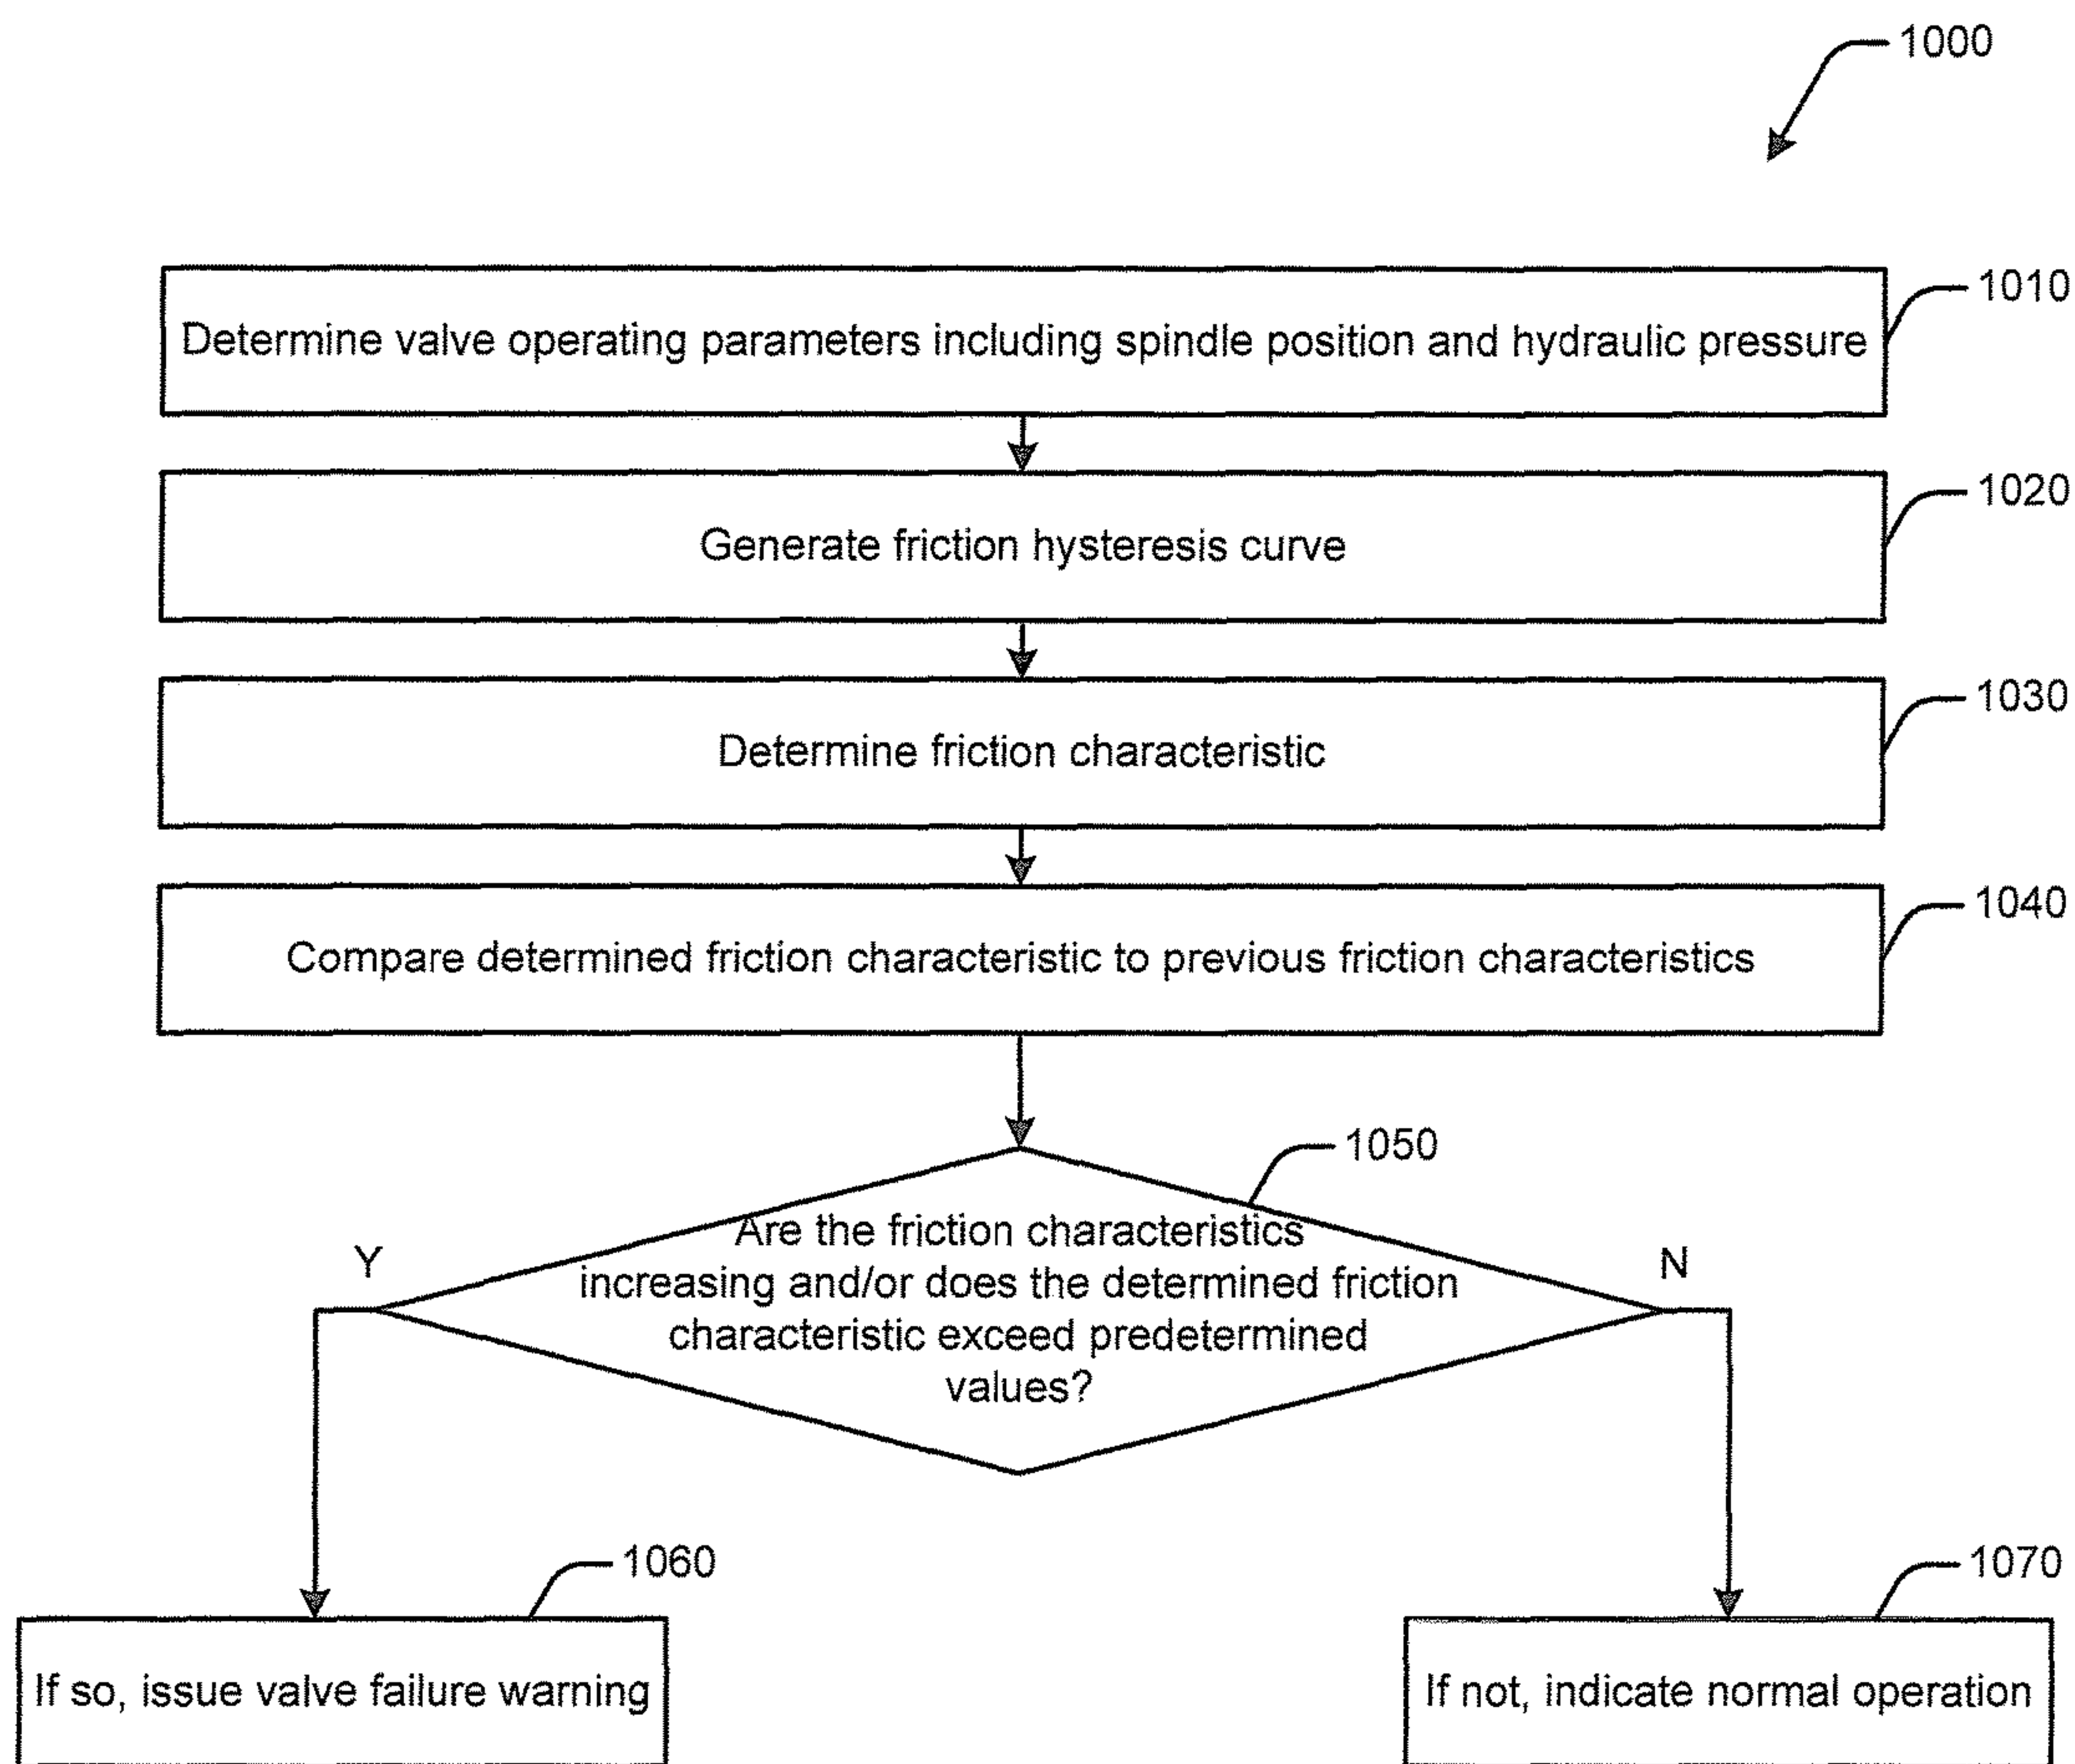 1000
Determine valve operating parameters including spindle position and hydraulic pressure
1010
Generate friction hysteresis curve
1020
Determine friction characteristic
1030
Compare determined friction characteristic to previous friction characteristics
1040
1050
Are the friction characteristics
increasing and/or does the determined friction
characteristic exceed predetermined
values?
Y
N
1060
If so, issue valve failure warning
1070
If not, indicate normal operation